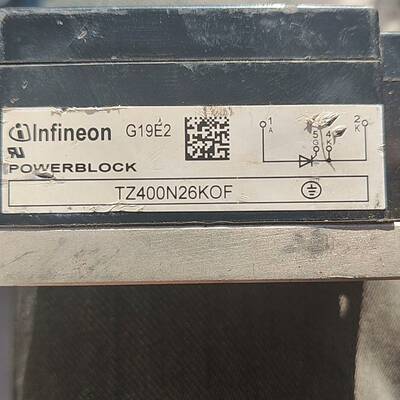 infineon G19E2
POWERBLOCK
1 2
A K
5 4
G K
TZ400N26KOF